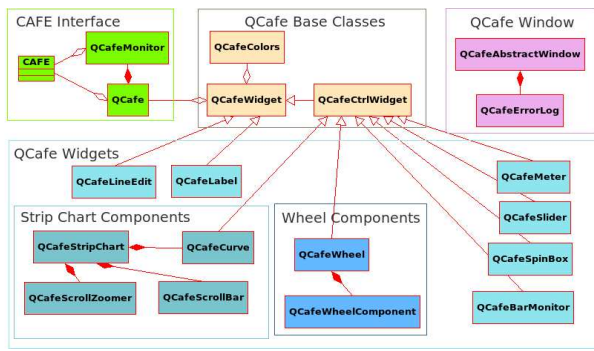 CAFE Interface
QCafeMonitor
CAFE
QCafe
QCafe Base Classes
QCafeColors
QCafeWidget
QCafeCtrlWidget
QCafe Window
QCafeAbstractWindow
QCafeErrorLog
QCafe Widgets
QCafeLineEdit
QCafeLabel
QCafeMeter
QCafeSlider
QCafeSpinBox
QCafeBarMonitor
Strip Chart Components
QCafeStripChart
QCafeCurve
QCafeScrollZoomer
QCafeScrollBar
Wheel Components
QCafeWheel
QCafeWheelComponent